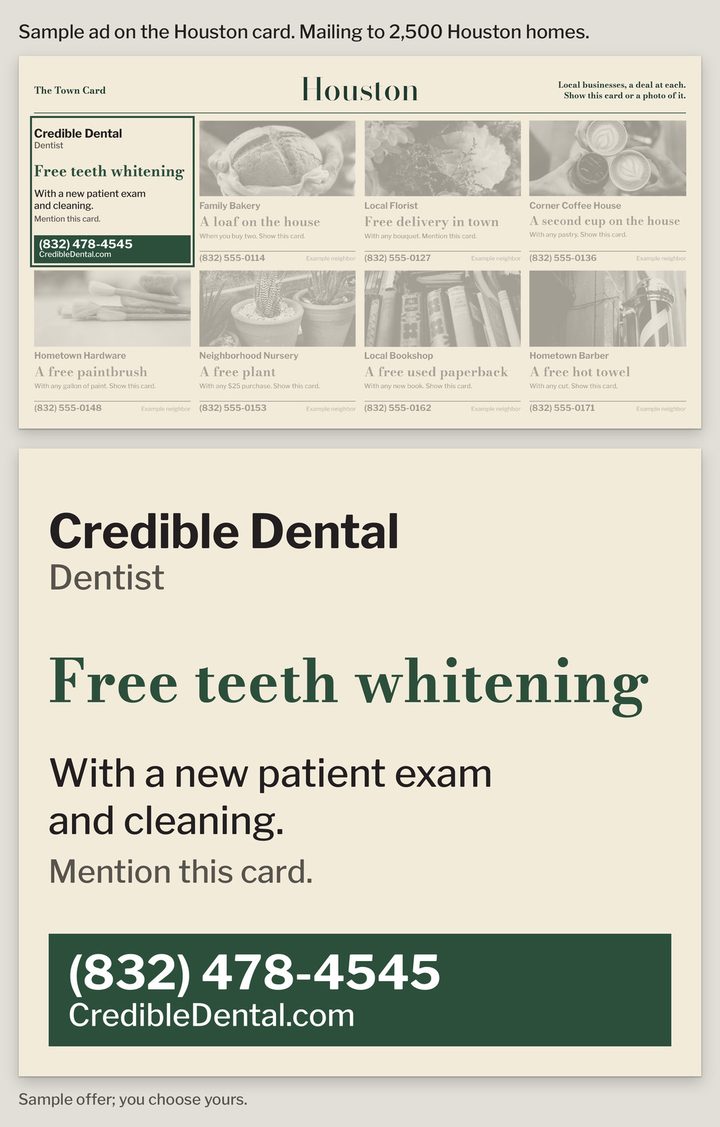 Sample ad on the Houston card. Mailing to 2,500 Houston homes.
The Town Card
Houston
Local businesses, a deal at each.
Show this card or a photo of it.
Credible Dental
Dentist
Free teeth whitening
With a new patient exam
and cleaning.
Mention this card.
(832) 478-4545
CredibleDental.com
Family Bakery
A loaf on the house
When you buy two. Show this card.
(832) 555-0114
Example neighbor
Local Florist
Free delivery in town
With any bouquet. Mention this card.
(832) 555-0127
Example neighbor
Corner Coffee House
A second cup on the house
With any pastry. Show this card.
(832) 555-0136
Example neighbor
Hometown Hardware
A free paintbrush
With any gallon of paint. Show this card.
(832) 555-0148
Example neighbor
Neighborhood Nursery
A free plant
With any $25 purchase. Show this card.
(832) 555-0153
Example neighbor
Local Bookshop
A free used paperback
With any new book. Show this card.
(832) 555-0162
Example neighbor
Hometown Barber
A free hot towel
With any cut. Show this card.
(832) 555-0171
Example neighbor
Credible Dental
Dentist
Free teeth whitening
With a new patient exam
and cleaning.
Mention this card.
(832) 478-4545
CredibleDental.com
Sample offer; you choose yours.